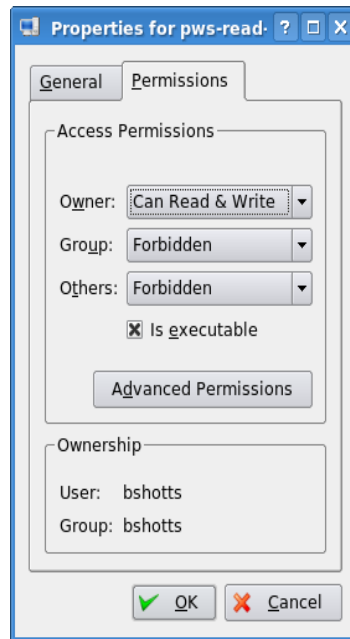 Properties for pws-read-
General Permissions
Access Permissions
Owner: Can Read & Write
Group: Forbidden
Others: Forbidden
Is executable
Advanced Permissions
Ownership
User: bshotts
Group: bshotts
OK Cancel